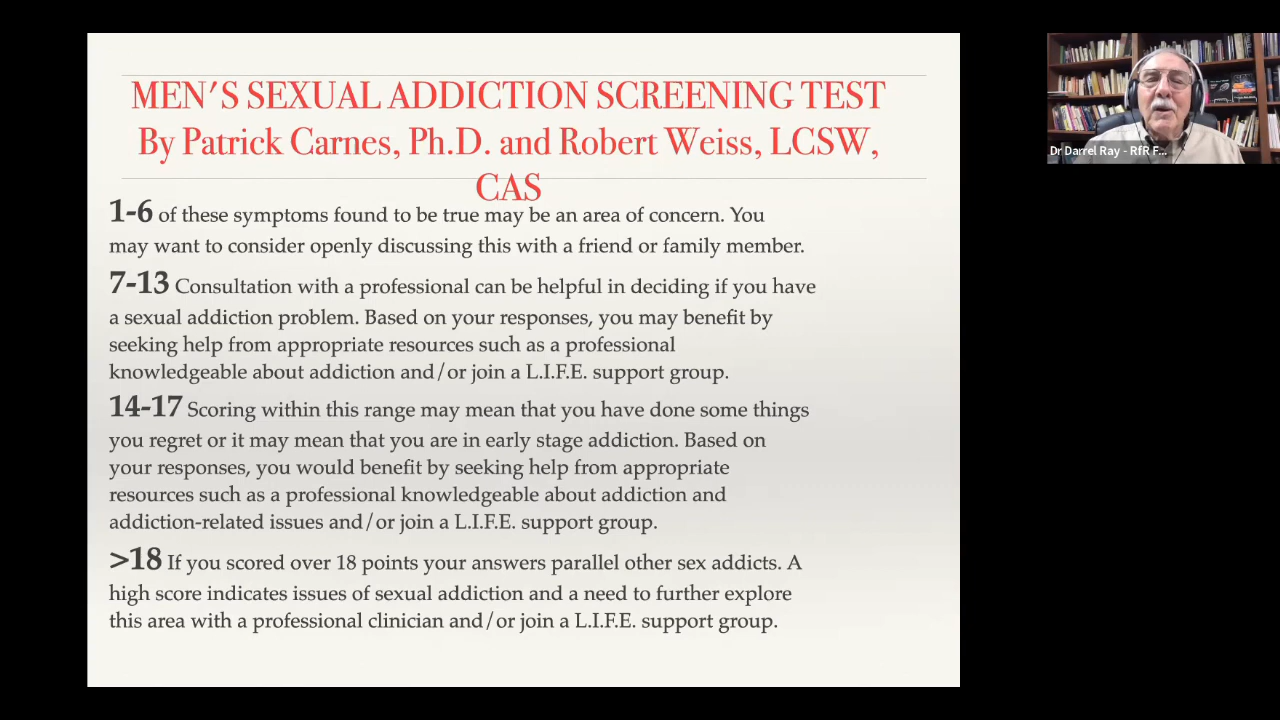 MEN'S SEXUAL ADDICTION SCREENING TEST
By Patrick Carnes, Ph.D. and Robert Weiss, LCSW,
CAS
1-6 of these symptoms found to be true may be an area of concern. You
may want to consider openly discussing this with a friend or family member.
7-13 Consultation with a professional can be helpful in deciding if you have
a sexual addiction problem. Based on your responses, you may benefit by
seeking help from appropriate resources such as a professional
knowledgeable about addiction and/or join a L.I.F.E. support group.
14-17 Scoring within this range may mean that you have done some things
you regret or it may mean that you are in early stage addiction. Based on
your responses, you would benefit by seeking help from appropriate
resources such as a professional knowledgeable about addiction and
addiction-related issues and/or join a L.I.F.E. support group.
>18 If you scored over 18 points your answers parallel other sex addicts. A
high score indicates issues of sexual addiction and a need to further explore
this area with a professional clinician and/or join a L.I.F.E. support group.
Dr Darrel Ray - RfR F...